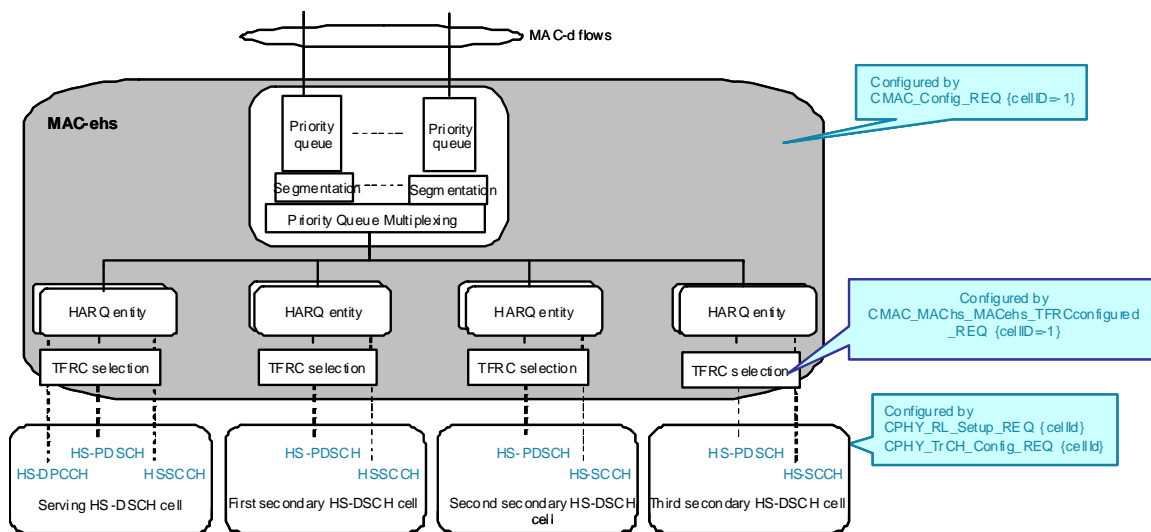 MAC-d flows
Configured by
CMAC_Config_REQ {cellID=-1}
MAC-ehs
Priority
queue
Priority
queue
Segmentation
Segmentation
Priority Queue Multiplexing
HARQ entity
HARQ entity
HARQ entity
HARQ entity
Configured by
CMAC_MAChs_MACehs_TFRCconfigured
_REQ {cellID=-1}
TFRC selection
TFRC selection
TFRC selection
TFRC selection
Configured by
CPHY_RL_Setup_REQ {cellId}
CPHY_TrCH_Config_REQ {cellId}
HS-PDSCH
HS-DPCCH
HSSCCH
Serving HS-DSCH cell
HS-PDSCH
HSSCCH
First secondary HS-DSCH cell
HS-PDSCH
HS-SCCH
Second secondary HS-DSCH
cell
HS-PDSCH
HS-SCCH
Third secondary HS-DSCH cell